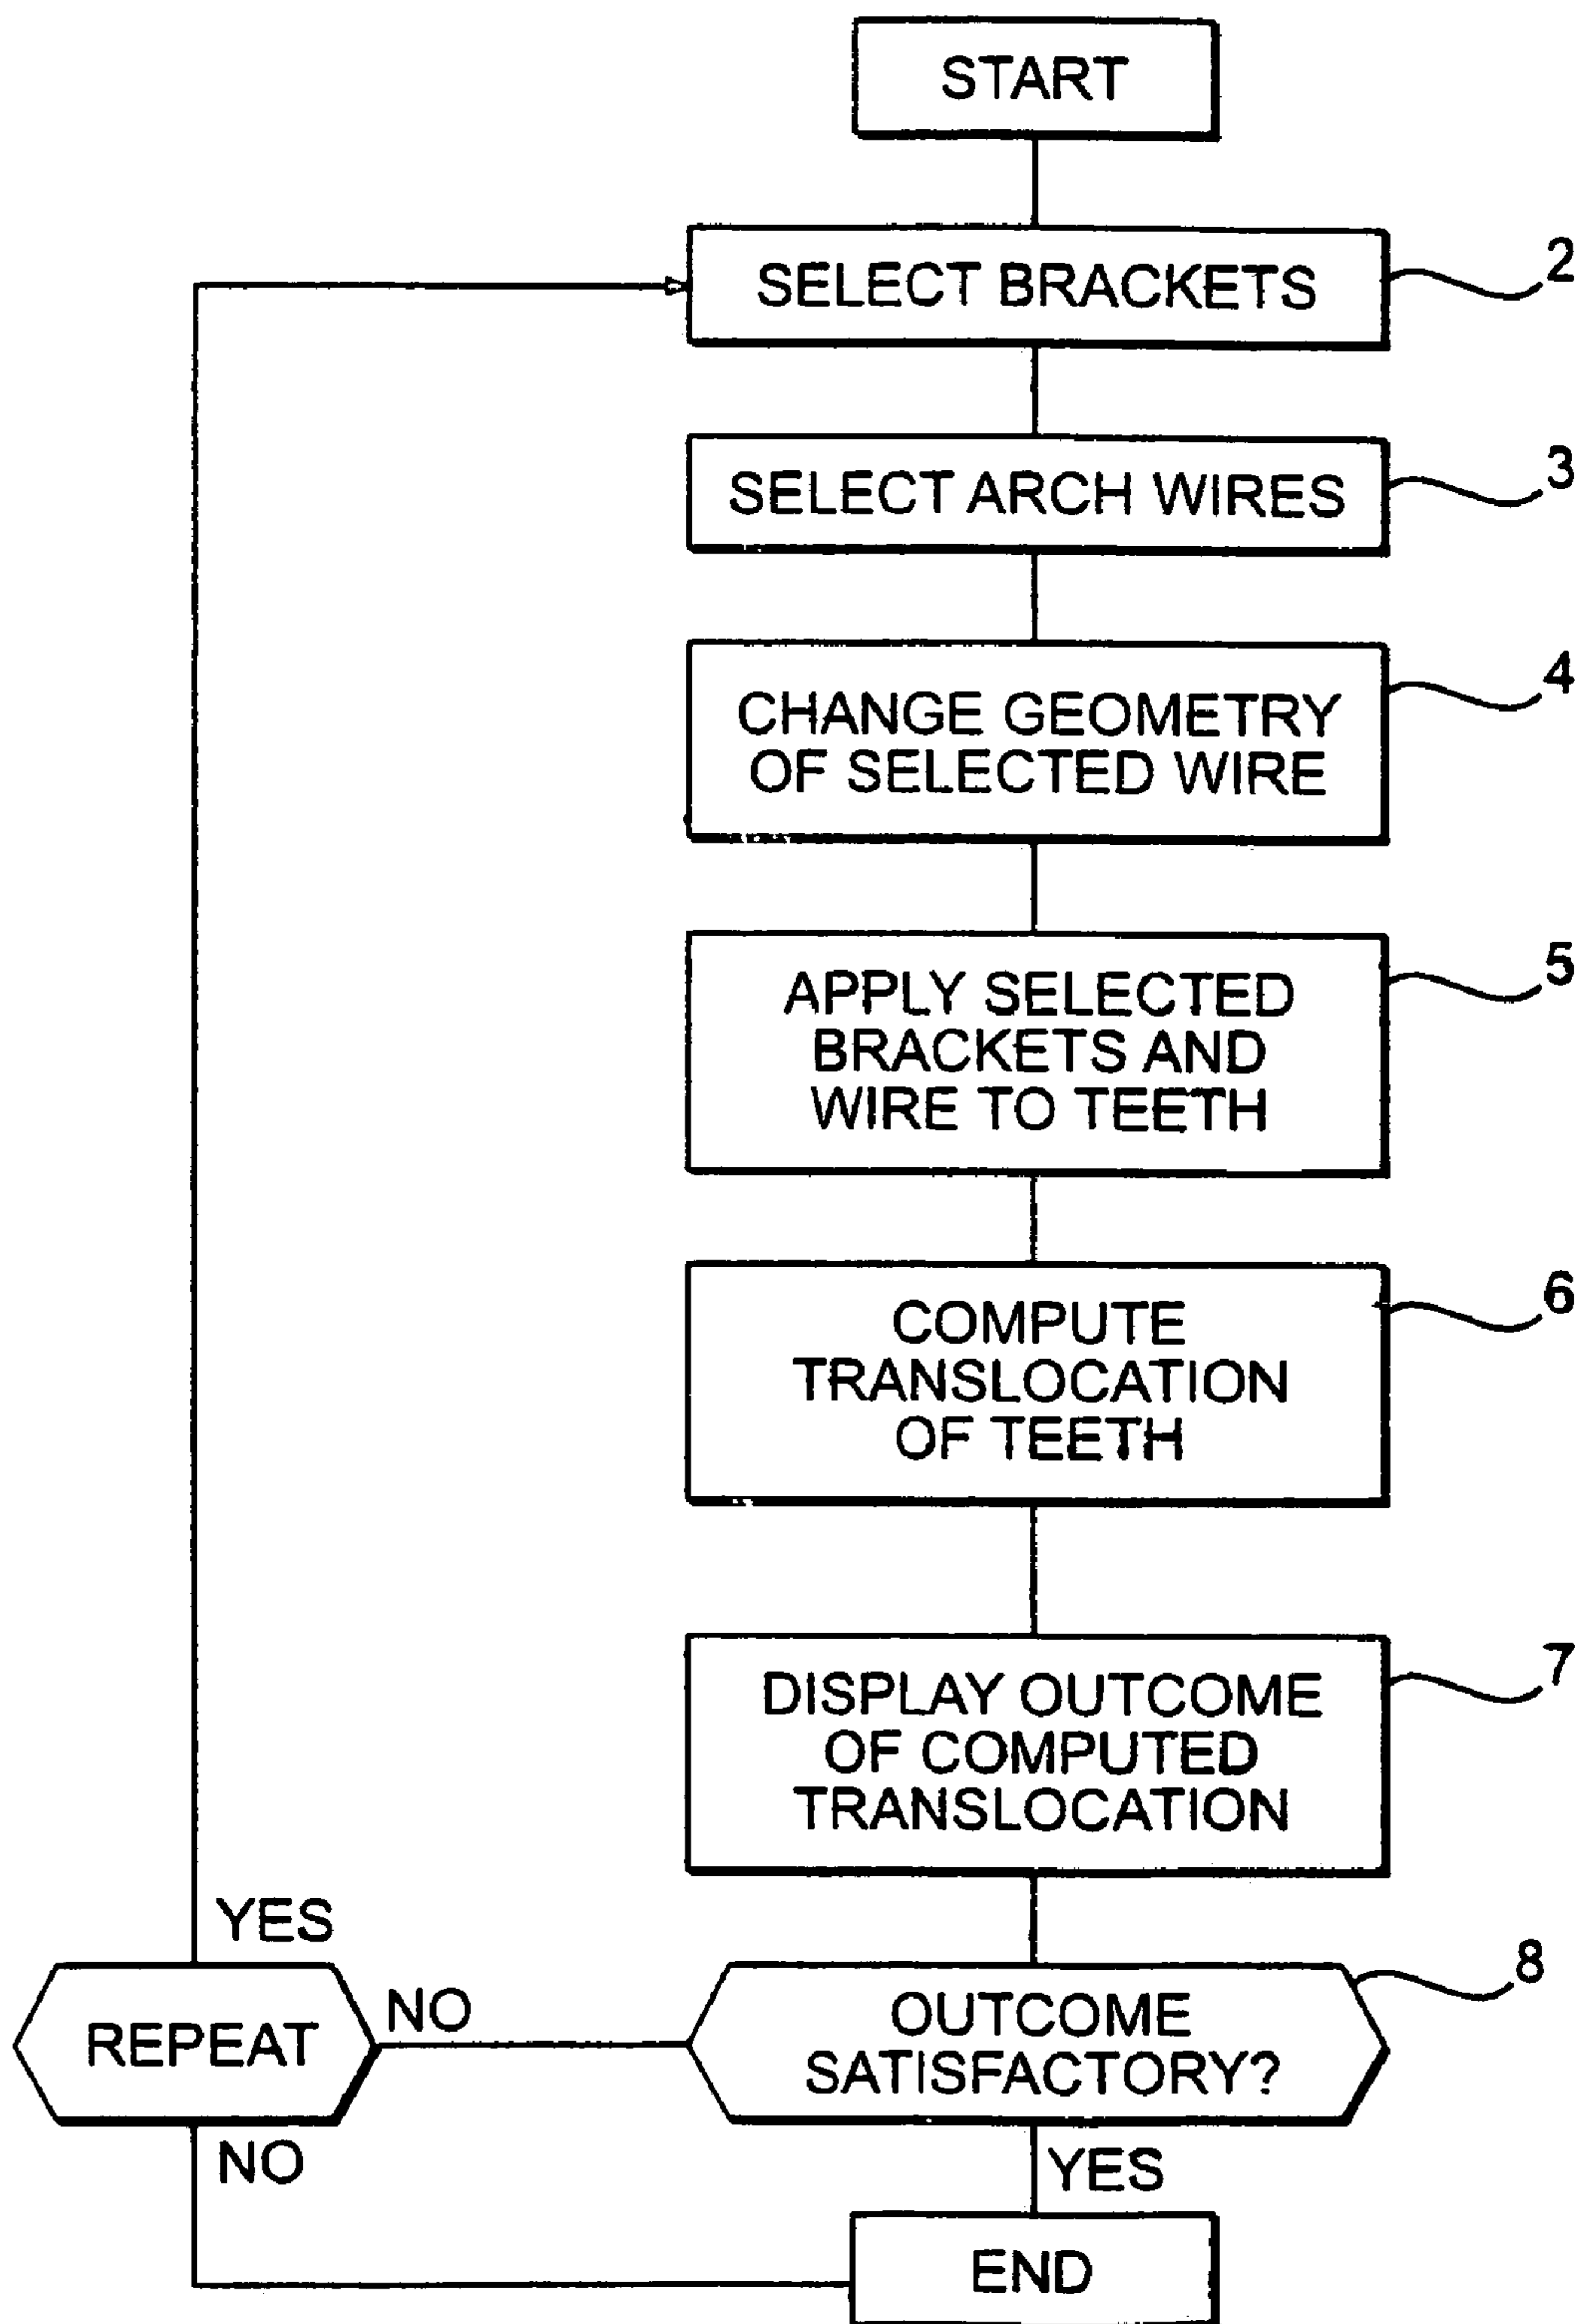 START
SELECT BRACKETS
2
SELECT ARCH WIRES
3
CHANGE GEOMETRY
OF SELECTED WIRE
4
APPLY SELECTED
BRACKETS AND
WIRE TO TEETH
5
COMPUTE
TRANSLOCATION
OF TEETH
6
DISPLAY OUTCOME
OF COMPUTED
TRANSLOCATION
7
YES
REPEAT
NO
OUTCOME
SATISFACTORY?
8
NO
YES
END